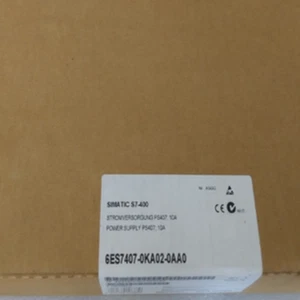 SIMATIC S7-400
STROMVERSORGUNG PS407; 10A
POWER SUPPLY PS407; 10A
6ES7407-0KA02-0AA0